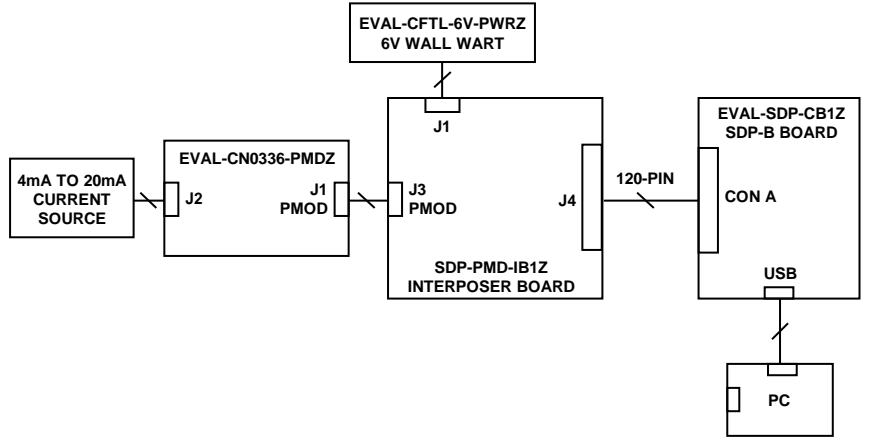 EVAL-CFTL-6V-PWRZ
6V WALL WART
J1
EVAL-SDP-CB1Z
SDP-B BOARD
EVAL-CN0336-PMDZ
4mA TO 20mA
CURRENT
SOURCE
J2
J1
PMOD
J3
PMOD
J4
120-PIN
CON A
SDP-PMD-IB1Z
INTERPOSER BOARD
USB
PC